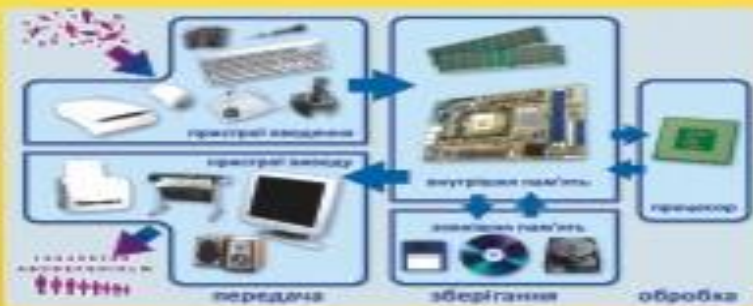 пристрої введення
пристрої виводу
внутрішня пам'ять
процесор
зовнішня пам'ять
передача
зберігання
обробка